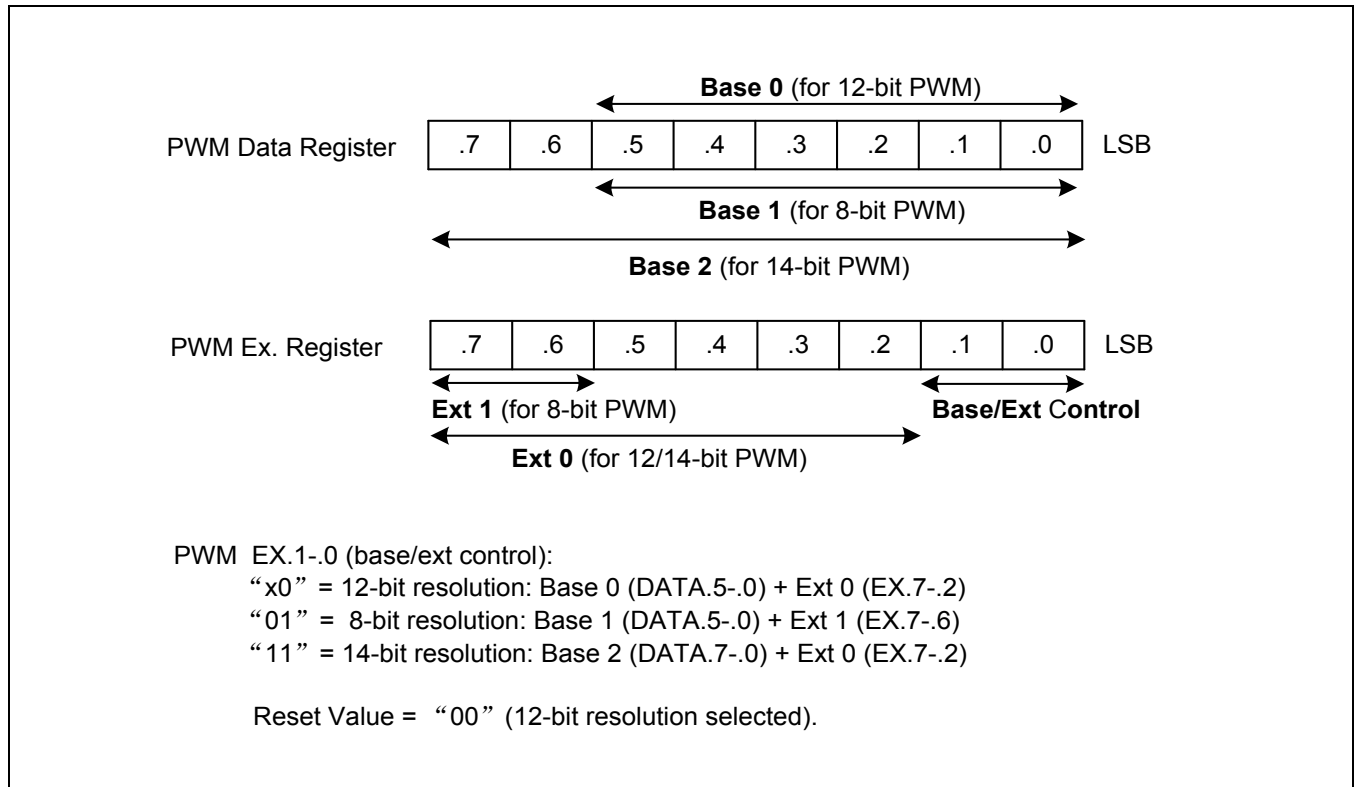 Base 0 (for 12-bit PWM)
PWM Data Register .7 .6 .5 .4 .3 .2 .1 .0 LSB
Base 1 (for 8-bit PWM)
Base 2 (for 14-bit PWM)
PWM Ex. Register .7 .6 .5 .4 .3 .2 .1 .0 LSB
Ext 1 (for 8-bit PWM) Base/Ext Control
Ext 0 (for 12/14-bit PWM)
PWM EX.1-.0 (base/ext control):
“x0” = 12-bit resolution: Base 0 (DATA.5-.0) + Ext 0 (EX.7-.2)
“01” = 8-bit resolution: Base 1 (DATA.5-.0) + Ext 1 (EX.7-.6)
“11” = 14-bit resolution: Base 2 (DATA.7-.0) + Ext 0 (EX.7-.2)
Reset Value = “00” (12-bit resolution selected).